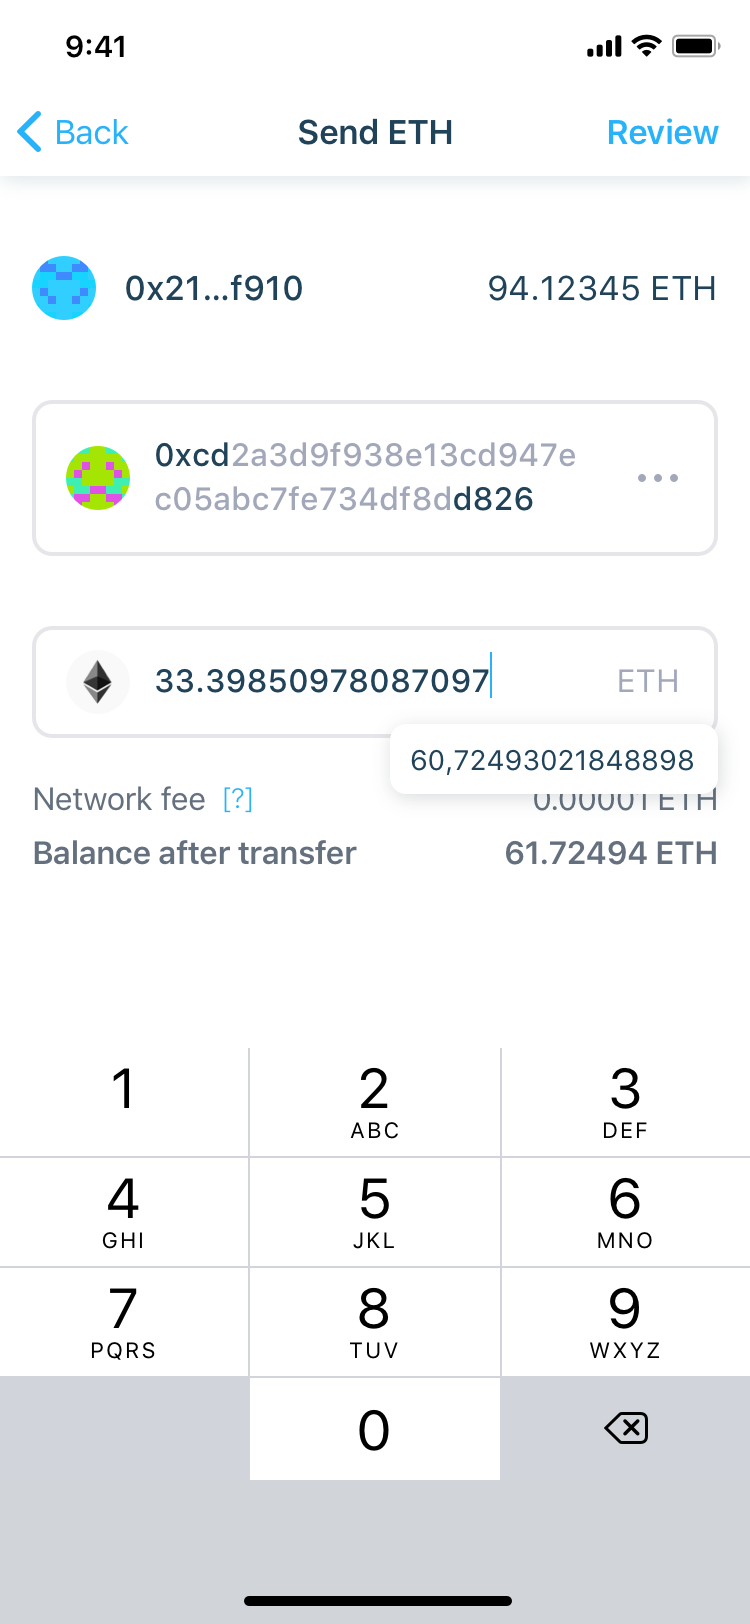 9:41
Back
Send ETH
Review
0x21...f910
94.12345 ETH
0xcd2a3d9f938e13cd947e
c05abc7fe734df8dd826
33.39850978087097
ETH
60,72493021848898
Network fee [?]
0.00001 ETH
Balance after transfer
61.72494 ETH
1
2
ABC
3
DEF
4
GHI
5
JKL
6
MNO
7
PQRS
8
TUV
9
WXYZ
0